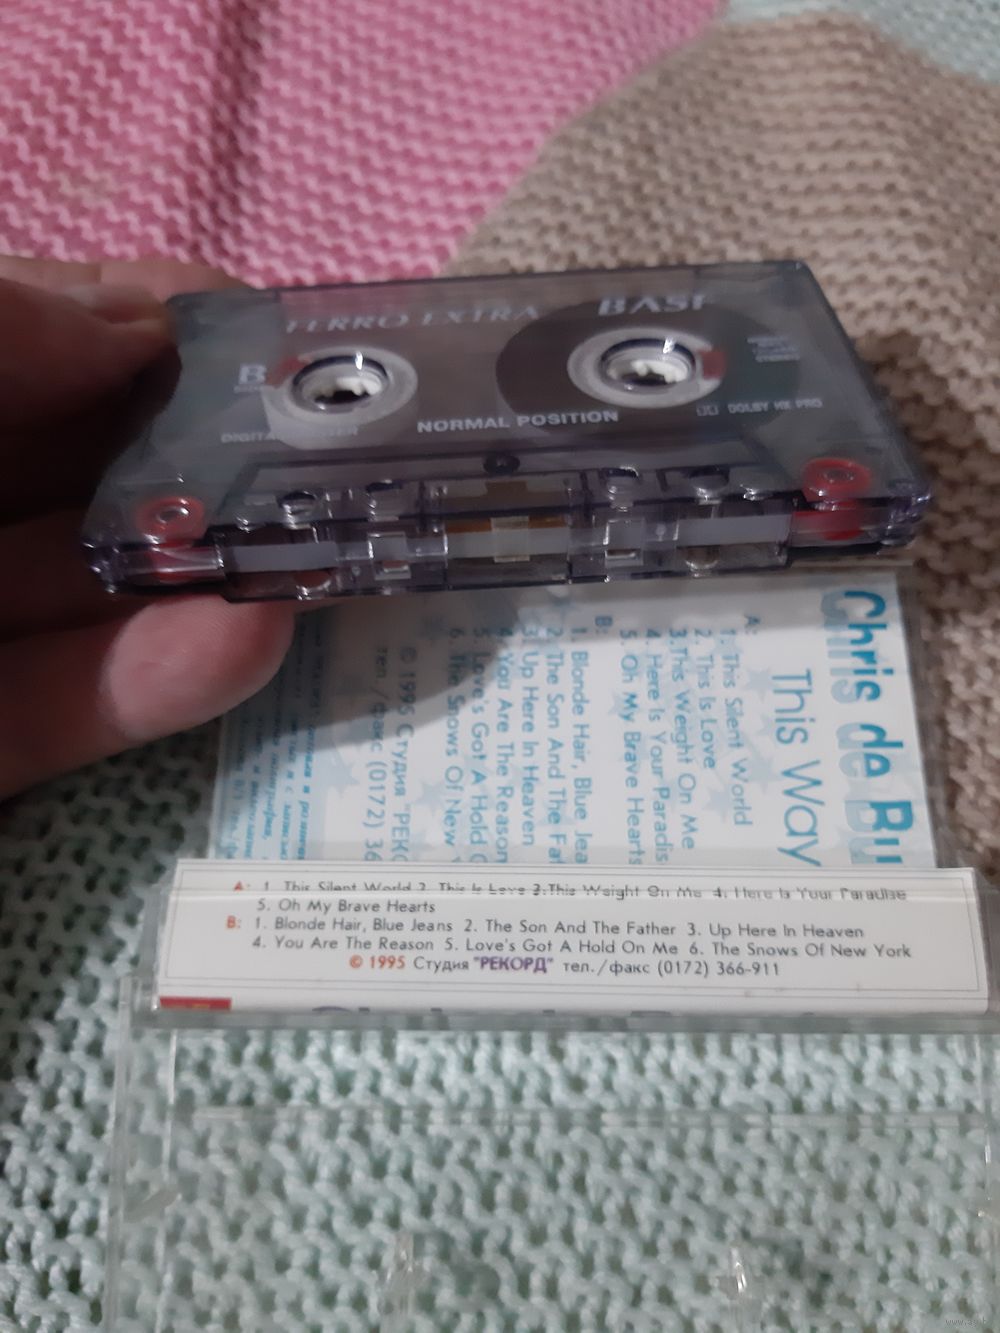 FERRO EXTRA BASF
B
NORMAL POSITION
DOLBY HX PRO
Chris de Bu
This Way
A:
1. This Silent World
2. This Is Love
3.This Weight On Me
4. Here Is Your Paradis
5. Oh My Brave Hearts
B:
1. Blonde Hair, Blue Jea
2. The Son And The Fat
3. Up Here In Heaven
4. You Are The Reason
5. Love's Got A Hold O
6. The Snows Of New Y
© 1995 Студия "РЕКО
тел./факс (0172) 36
A: 1. This Silent World 2. This Is Love 3.This Weight On Me 4. Here Is Your Paradise
5. Oh My Brave Hearts
B: 1. Blonde Hair, Blue Jeans 2. The Son And The Father 3. Up Here In Heaven
4. You Are The Reason 5. Love's Got A Hold On Me 6. The Snows Of New York
© 1995 Студия "РЕКОРД" тел./факс (0172) 366-911